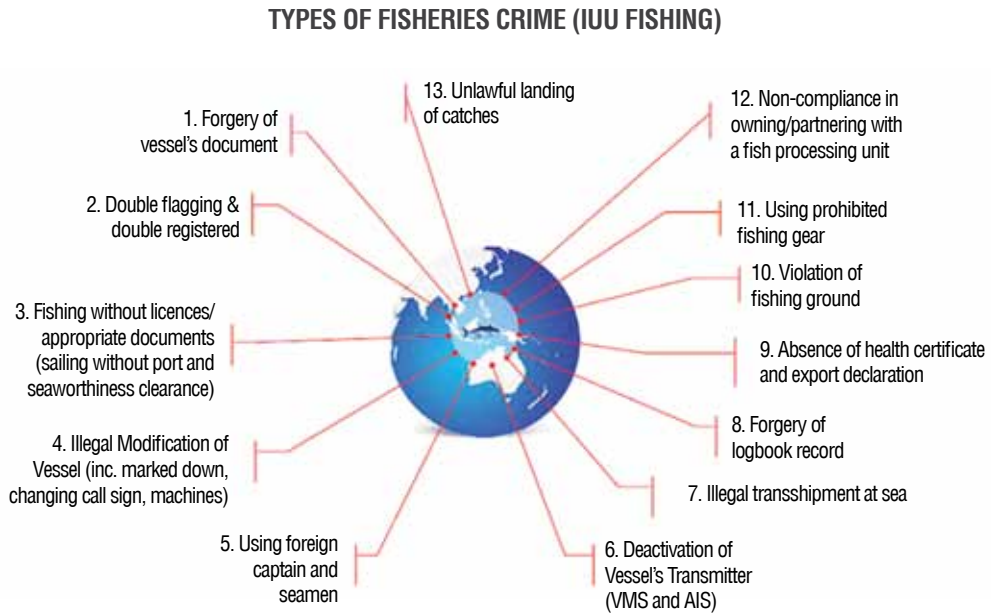 TYPES OF FISHERIES CRIME (IUU FISHING)
1. Forgery of
vessel's document
2. Double flagging &
double registered
3. Fishing without licences/
appropriate documents
(sailing without port and
seaworthiness clearance)
4. Illegal Modification of
Vessel (inc. marked down,
changing call sign, machines)
5. Using foreign
captain and
seamen
6. Deactivation of
Vessel's Transmitter
(VMS and AIS)
7. Illegal transshipment at sea
8. Forgery of
logbook record
9. Absence of health certificate
and export declaration
10. Violation of
fishing ground
11. Using prohibited
fishing gear
12. Non-compliance in
owning/partnering with
a fish processing unit
13. Unlawful landing
of catches